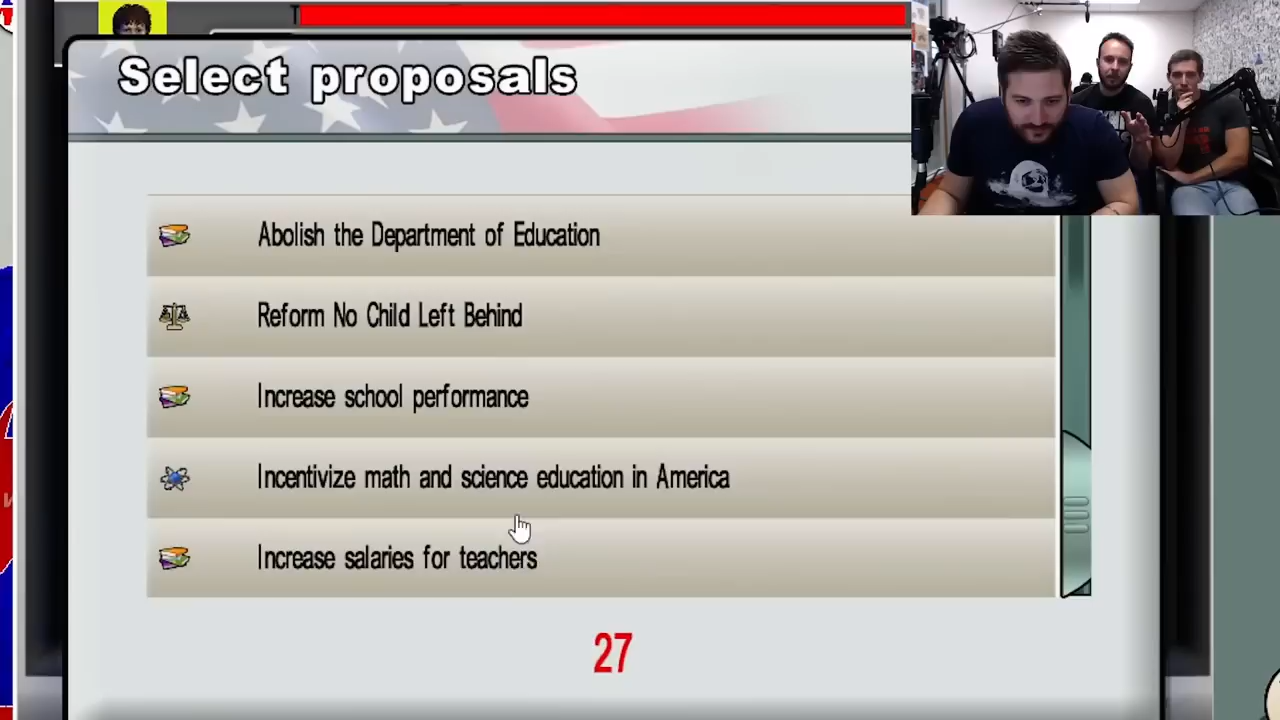 T
Select proposals
Abolish the Department of Education
Reform No Child Left Behind
Increase school performance
Incentivize math and science education in America
Increase salaries for teachers
27